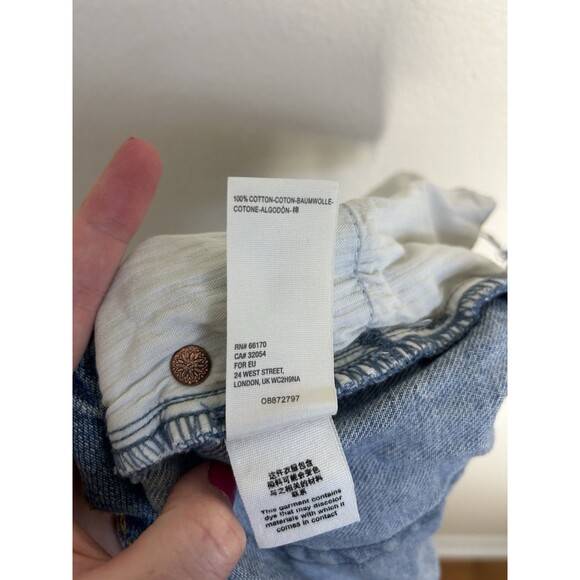 100% COTTON-COTON-BAUMWOLLE-
COTONE-ALGODÓN-棉
RN# 66170
CA# 32054
FOR EU
24 WEST STREET,
LONDON, UK WC2H9NA
OB872797
这件衣服包含
染料可能会变色
与之相关的材料
联系
This garment contains
dye that may discolor
materials with which it
comes in contact